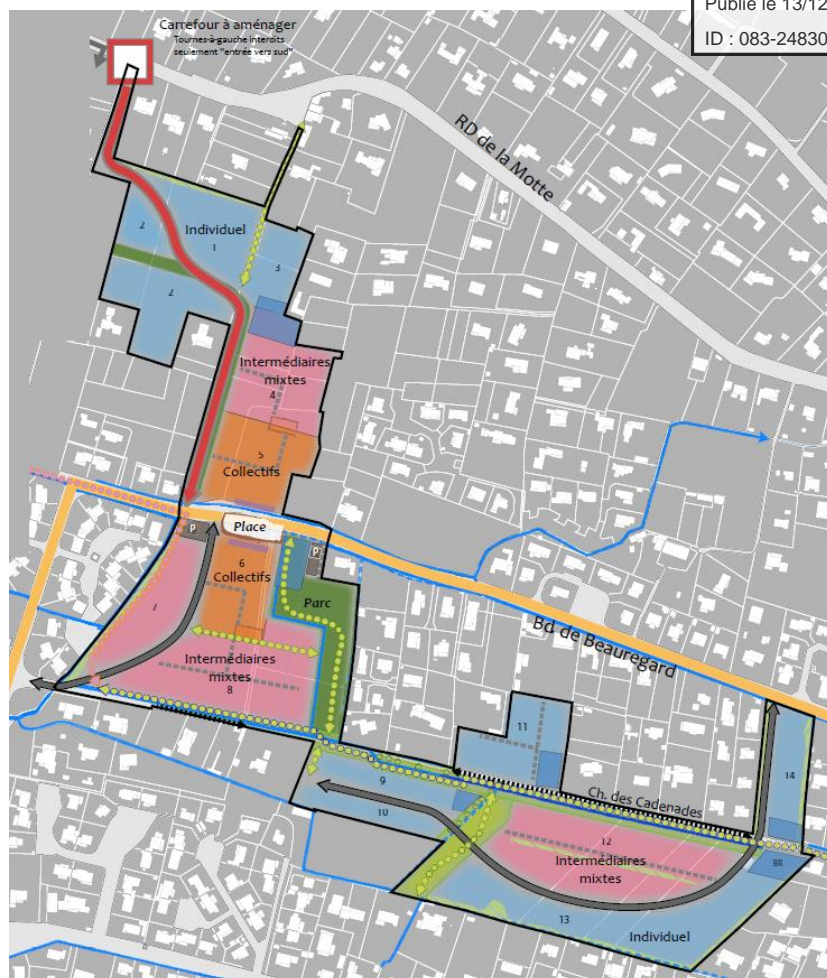 Publié le 13/12
ID : 083-24830
Carrefour à aménager
Tournes-à-gauche interdits
seulement "entrée vers sud"
RD de la Motte
2
Individuel
1
3
2
Intermédiaires
mixtes
4
5
Collectifs
P
Place
P
6
Collectifs
Parc
7
Bd. de Beauregard
Intermédiaires
mixtes
8
11
9
14
Ch. des Cadenades
10
12
Intermédiaires
mixtes
13
Individuel